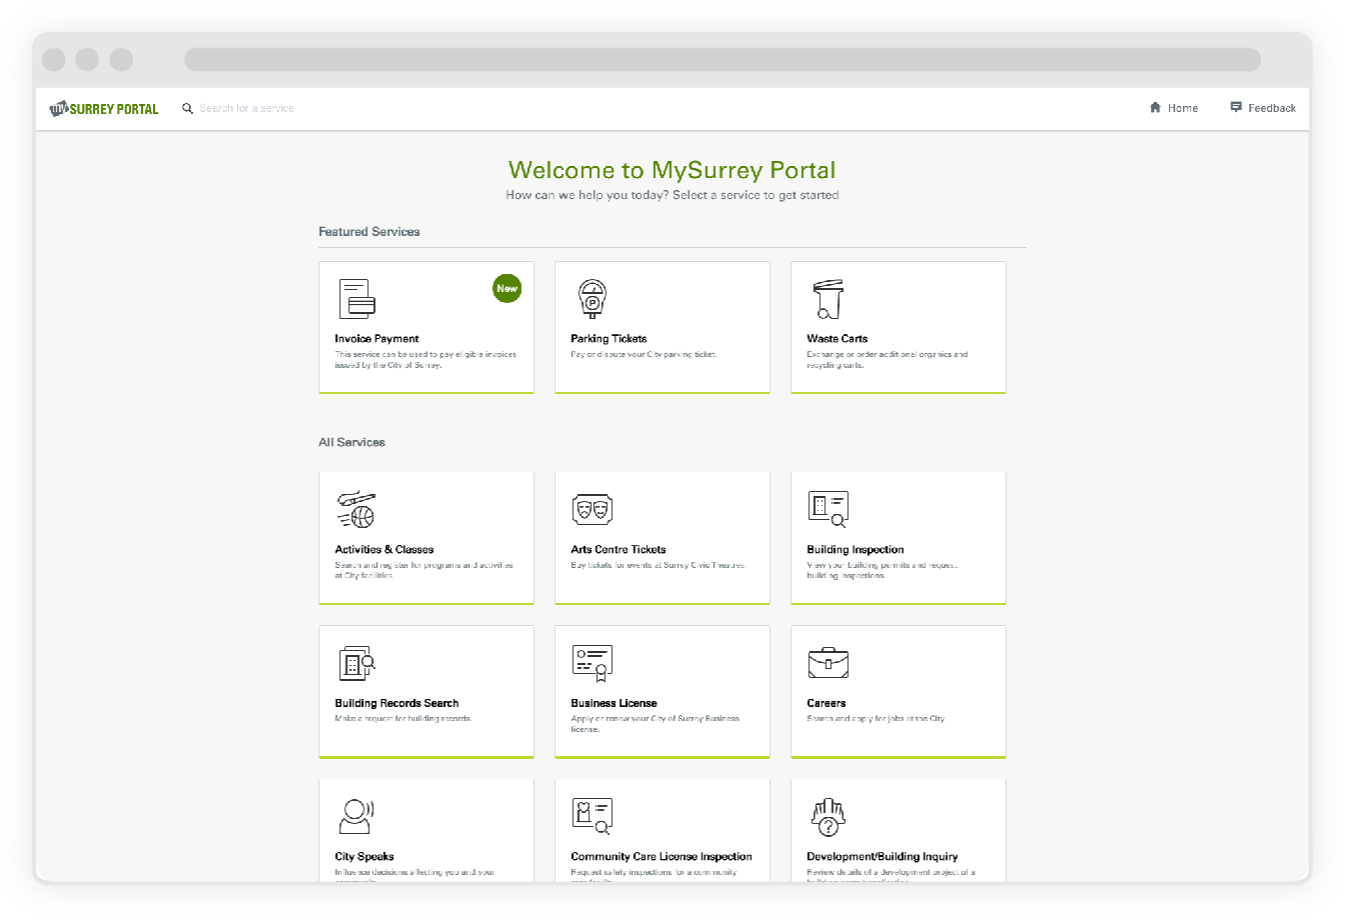 my SURREY PORTAL
Search for a service
Home
Feedback
Welcome to MySurrey Portal
How can we help you today? Select a service to get started
Featured Services
New
Invoice Payment
This service can be used to pay eligible invoices
issued by the City of Surrey.
P
Parking Tickets
Pay or dispute your City parking ticket.
Waste Carts
Exchange or order additional organics and
recycling carts.
All Services
Activities & Classes
Search and register for programs and activities
at City facilities.
Arts Centre Tickets
Buy tickets for events at Surrey Civic Theatres.
Building Inspection
View your building permits and request
building inspections.
Building Records Search
Make a request for building records.
Business License
Apply or renew your City of Surrey Business
license.
Careers
Search and apply for jobs at the City.
City Speaks
Influence decisions affecting you and your
Community Care License Inspection
Request safety inspections for a community
?
Development/Building Inquiry
Review details of a development project of a